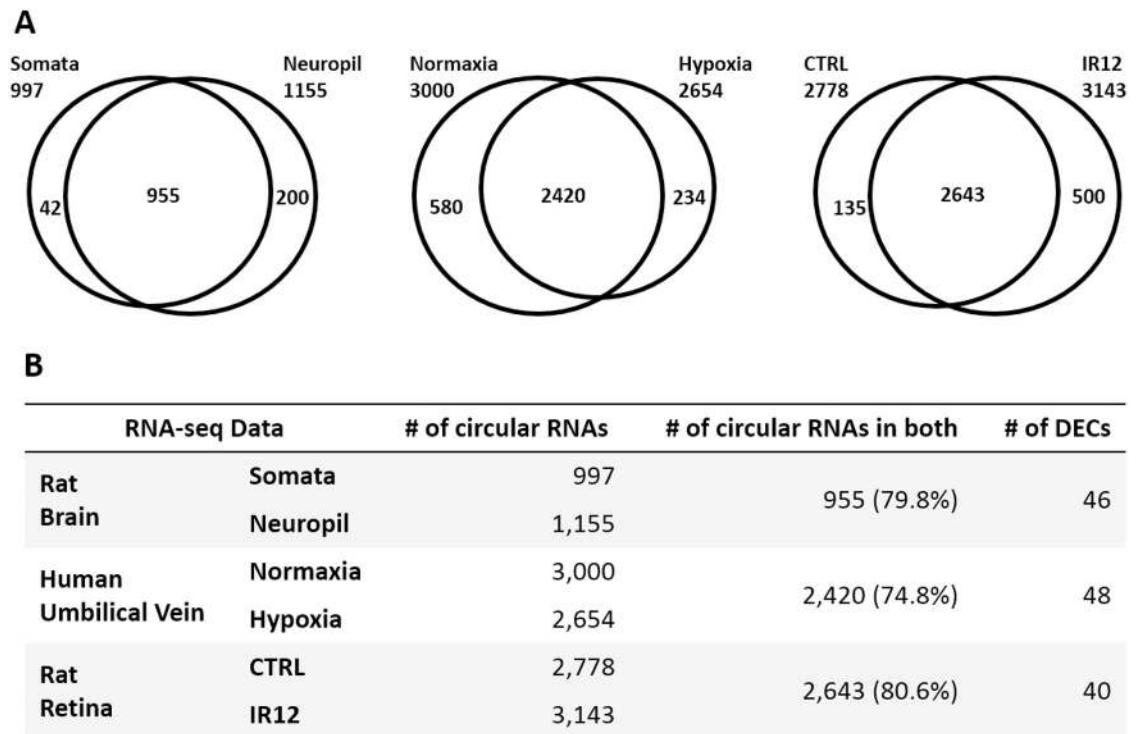 A
Somata
997
Neuropil
1155
42
955
200
Normaxia
3000
Hypoxia
2654
580
2420
234
CTRL
2778
IR12
3143
135
2643
500
B
RNA-seq Data # of circular RNAs # of circular RNAs in both # of DECs
Rat
Brain
Somata 997
Neuropil 1,155
955 (79.8%) 46
Human
Umbilical Vein
Normaxia 3,000
Hypoxia 2,654
2,420 (74.8%) 48
Rat
Retina
CTRL 2,778
IR12 3,143
2,643 (80.6%) 40